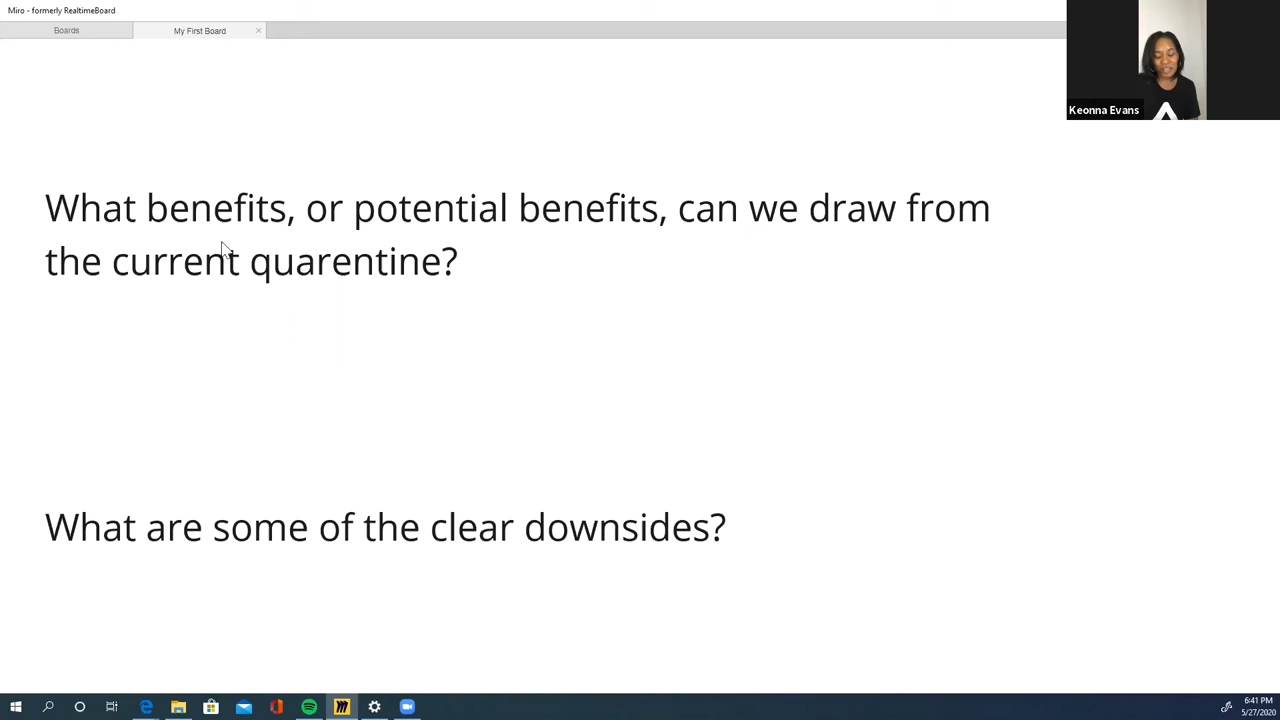 Miro - formerly RealtimeBoard
Boards
My First Board
Keonna Evans
What benefits, or potential benefits, can we draw from
the current quarentine?
What are some of the clear downsides?
6:41 PM
5/27/2020